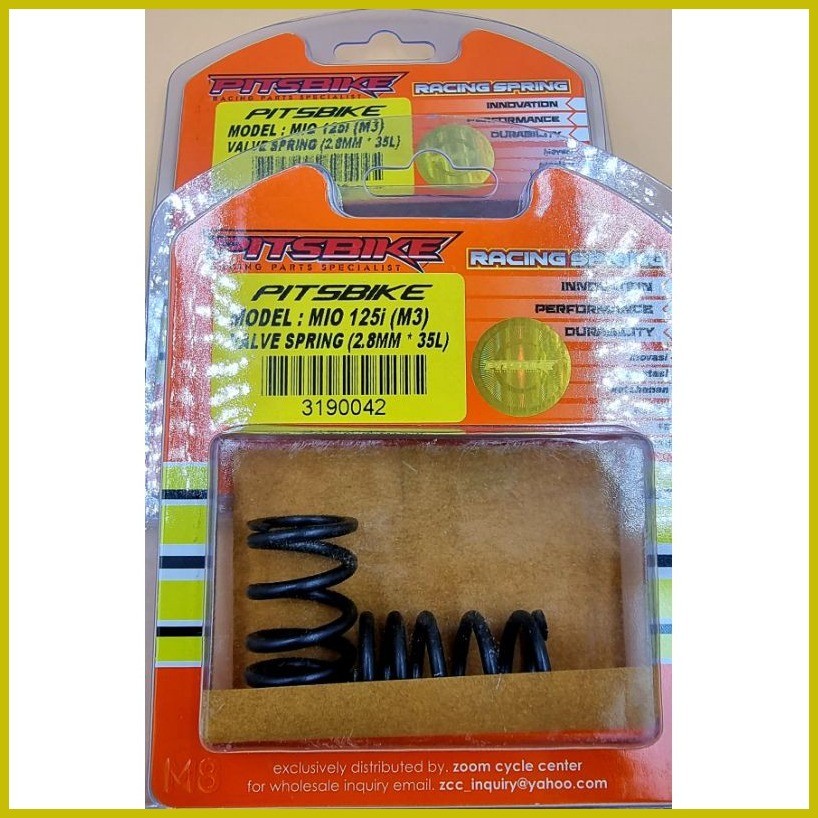 PITSBIKE
RACING PARTS SPECIALIST
RACING SPRING
PITSBIKE
MODEL : MIO 125i (M3)
VALVE SPRING (2.8MM * 35L)
INNOVATION
PERFORMANCE
DURABILITY
PITSBIKE
RACING PARTS SPECIALIST
RACING SPRING
PITSBIKE
MODEL : MIO 125i (M3)
VALVE SPRING (2.8MM * 35L)
3190042
INNOVATION
PERFORMANCE
DURABILITY
Inovasi
M8
exclusively distributed by. zoom cycle center
for wholesale inquiry email. zcc_inquiry@yahoo.com